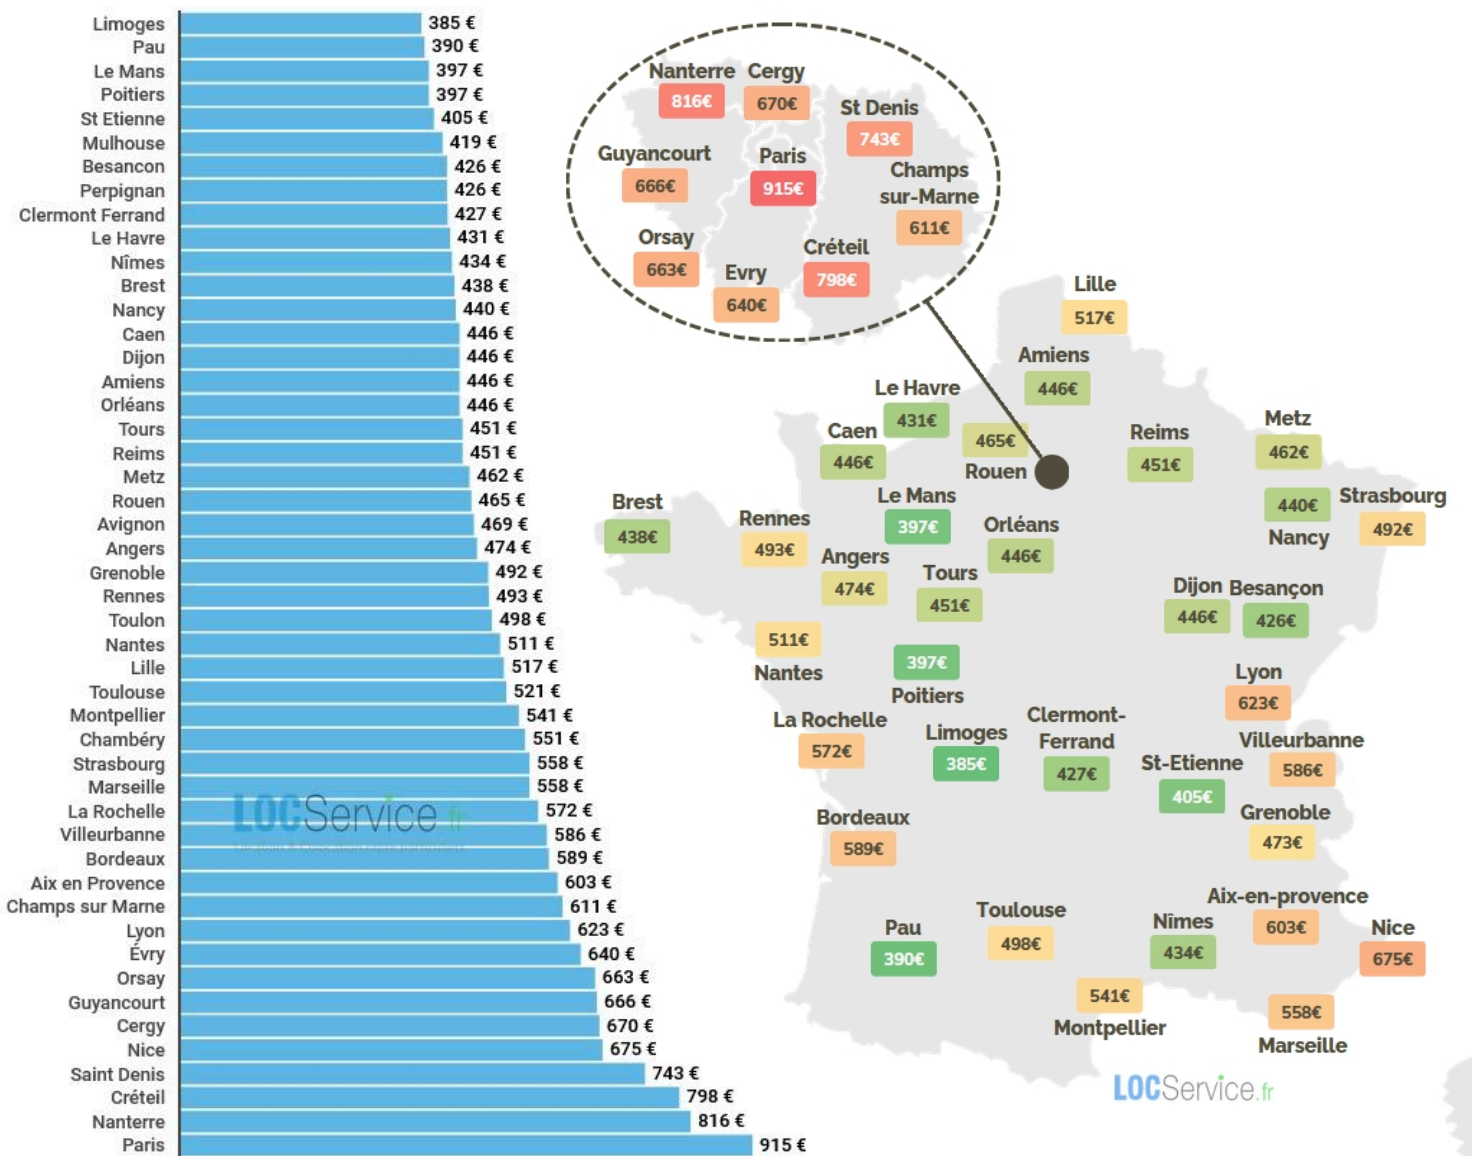 Limoges 385 €
Pau 390 €
Le Mans 397 €
Poitiers 397 €
St Etienne 405 €
Mulhouse 419 €
Besancon 426 €
Perpignan 426 €
Clermont Ferrand 427 €
Le Havre 431 €
Nîmes 434 €
Brest 438 €
Nancy 440 €
Caen 446 €
Dijon 446 €
Amiens 446 €
Orléans 446 €
Tours 451 €
Reims 451 €
Metz 462 €
Rouen 465 €
Avignon 469 €
Angers 474 €
Grenoble 492 €
Rennes 493 €
Toulon 498 €
Nantes 511 €
Lille 517 €
Toulouse 521 €
Montpellier 541 €
Chambéry 551 €
Strasbourg 558 €
Marseille 558 €
La Rochelle 572 €
Villeurbanne 586 €
Bordeaux 589 €
Aix en Provence 603 €
Champs sur Marne 611 €
Lyon 623 €
Évry 640 €
Orsay 663 €
Guyancourt 666 €
Cergy 670 €
Nice 675 €
Saint Denis 743 €
Créteil 798 €
Nanterre 816 €
Paris 915 €
LOCService.fr
Nanterre
816€
Cergy
670€
St Denis
743€
Guyancourt
666€
Paris
915€
Champs
sur-Marne
611€
Orsay
663€
Evry
640€
Créteil
798€
Lille
517€
Amiens
446€
Le Havre
431€
Caen
446€
465€
Rouen
Reims
451€
Metz
462€
Brest
438€
Rennes
493€
Le Mans
397€
Orléans
446€
440€
Nancy
Strasbourg
492€
Angers
474€
Tours
451€
Dijon
446€
Besançon
426€
511€
Nantes
397€
Poitiers
Lyon
623€
La Rochelle
572€
Limoges
385€
Clermont-
Ferrand
427€
St-Etienne
405€
Villeurbanne
586€
Bordeaux
589€
Grenoble
473€
Pau
390€
Toulouse
498€
Nîmes
434€
Aix-en-provence
603€
Nice
675€
541€
Montpellier
558€
Marseille
LOCService.fr